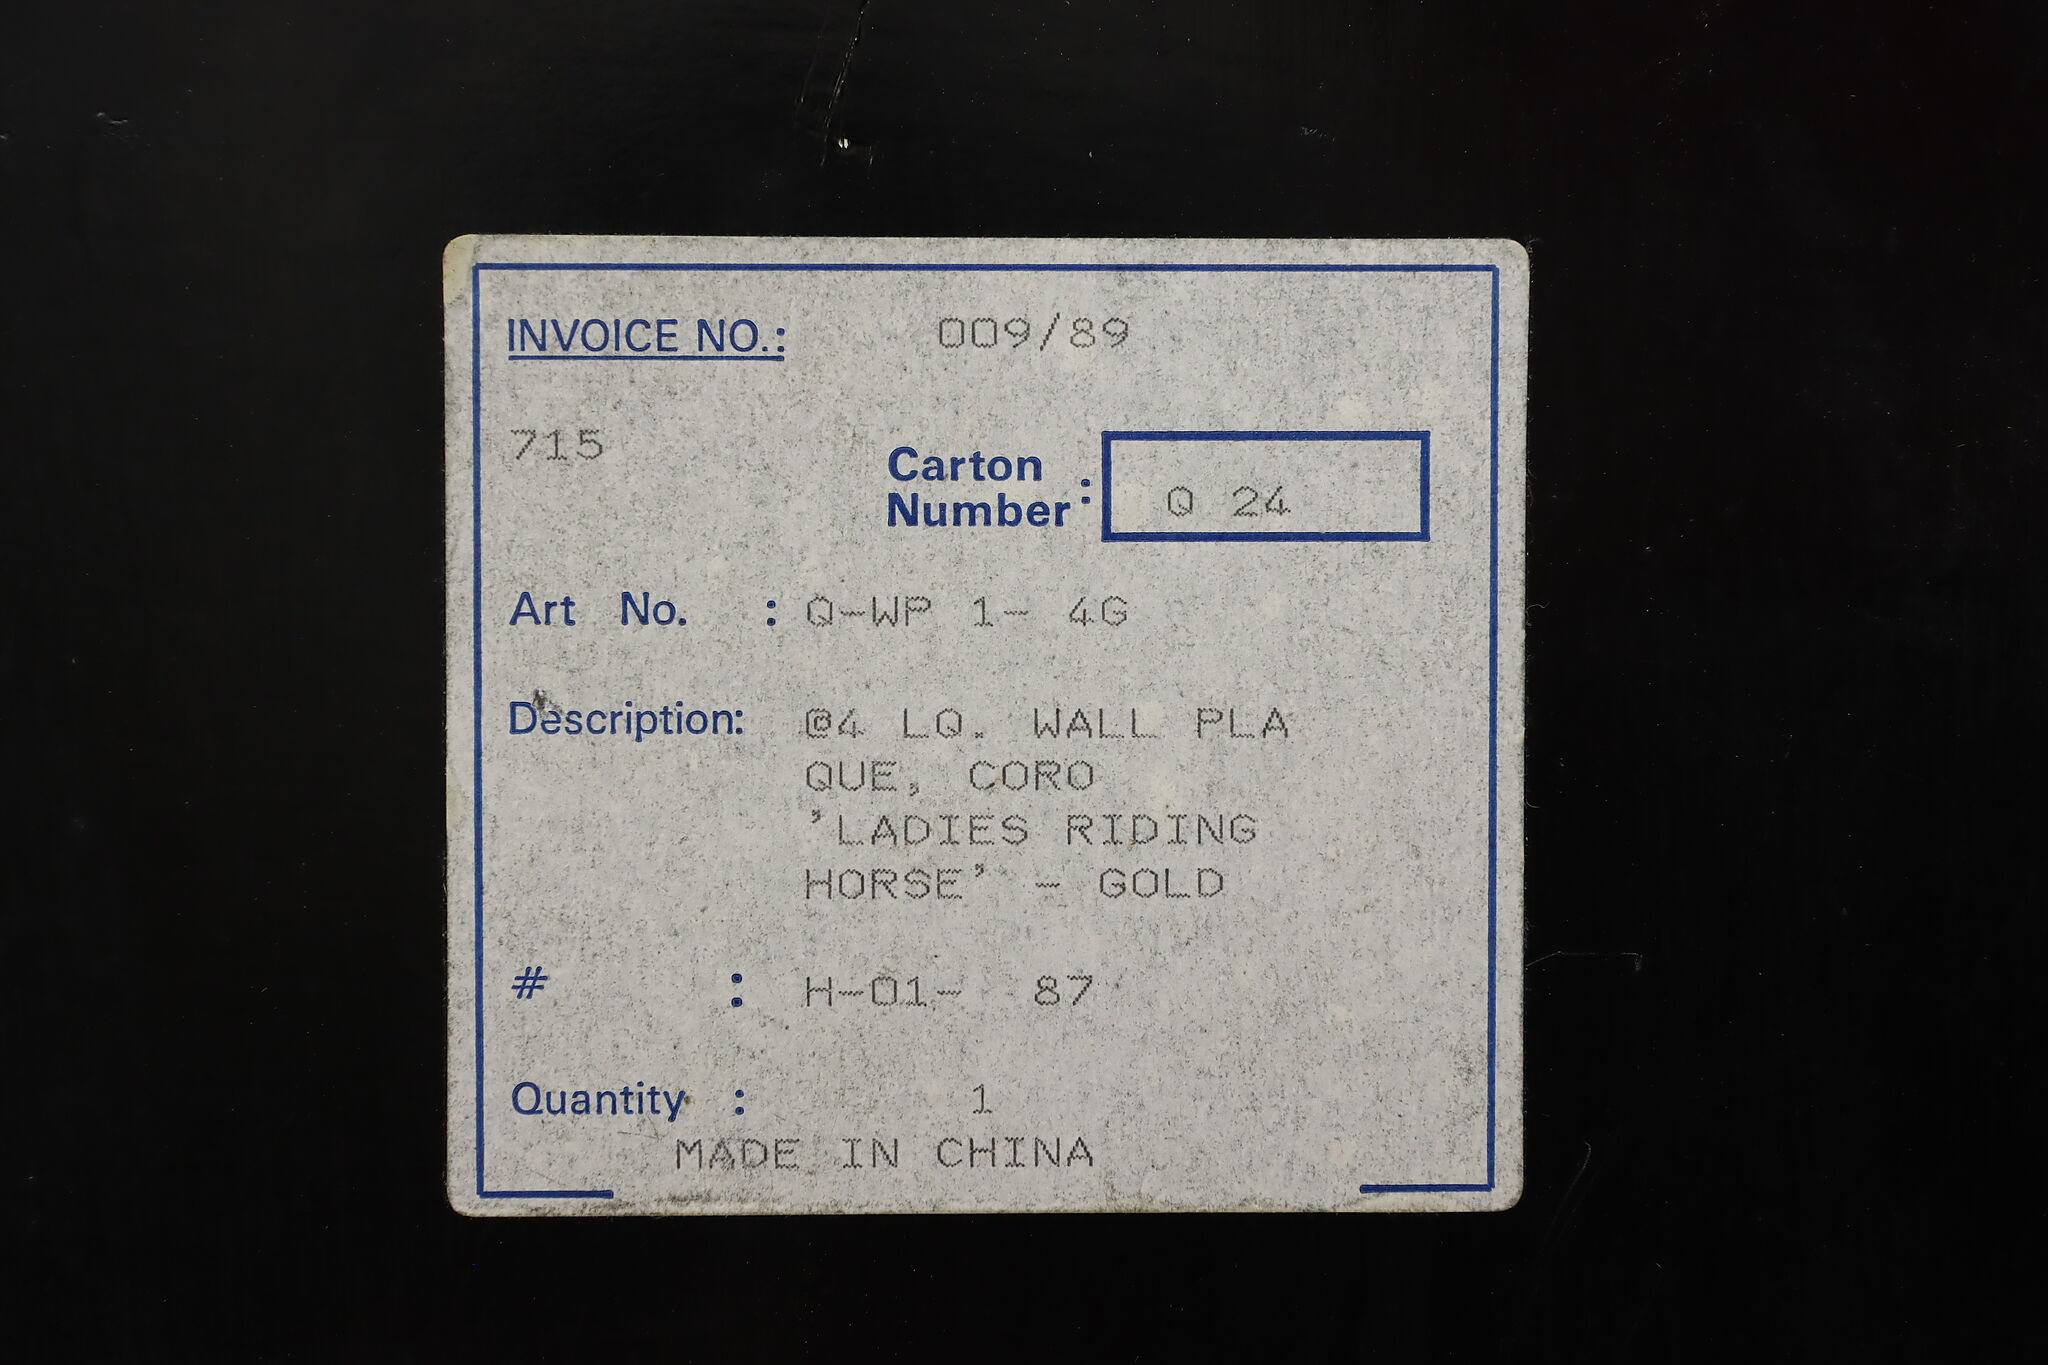 INVOICE NO.: 009/89
715
Carton
Number : Q 24
Art No. : Q-WP 1- 4G
Description: @4 LQ. WALL PLA
QUE, CORO
'LADIES RIDING
HORSE' - GOLD
# : H-01- 87
Quantity : 1
MADE IN CHINA